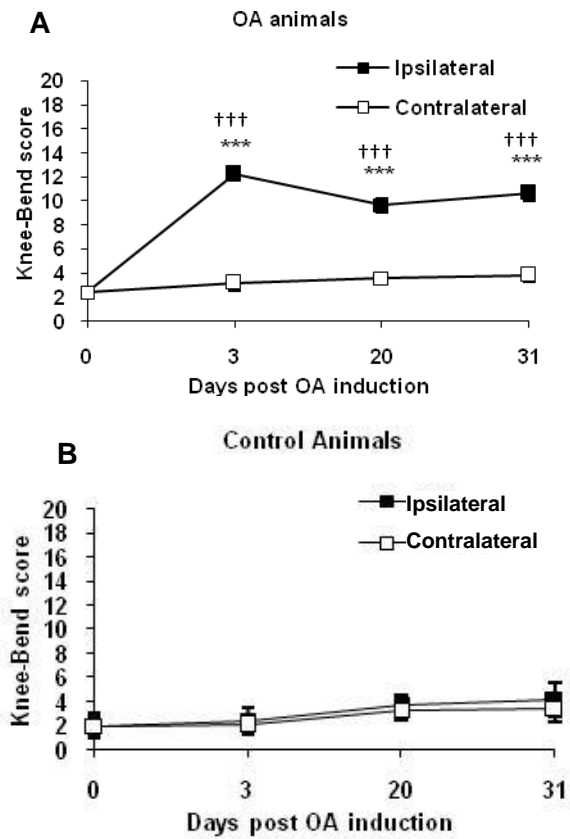 A
OA animals
Ipsilateral
Contralateral
20
18
16
14
12
10
8
6
4
2
0
Knee-Bend score
††† 
***
†††
***
†††
***
0 3 20 31
Days post OA induction
B
Control Animals
Ipsilateral
Contralateral
20
18
16
14
12
10
8
6
4
2
0
Knee-Bend score
0 3 20 31
Days post OA induction